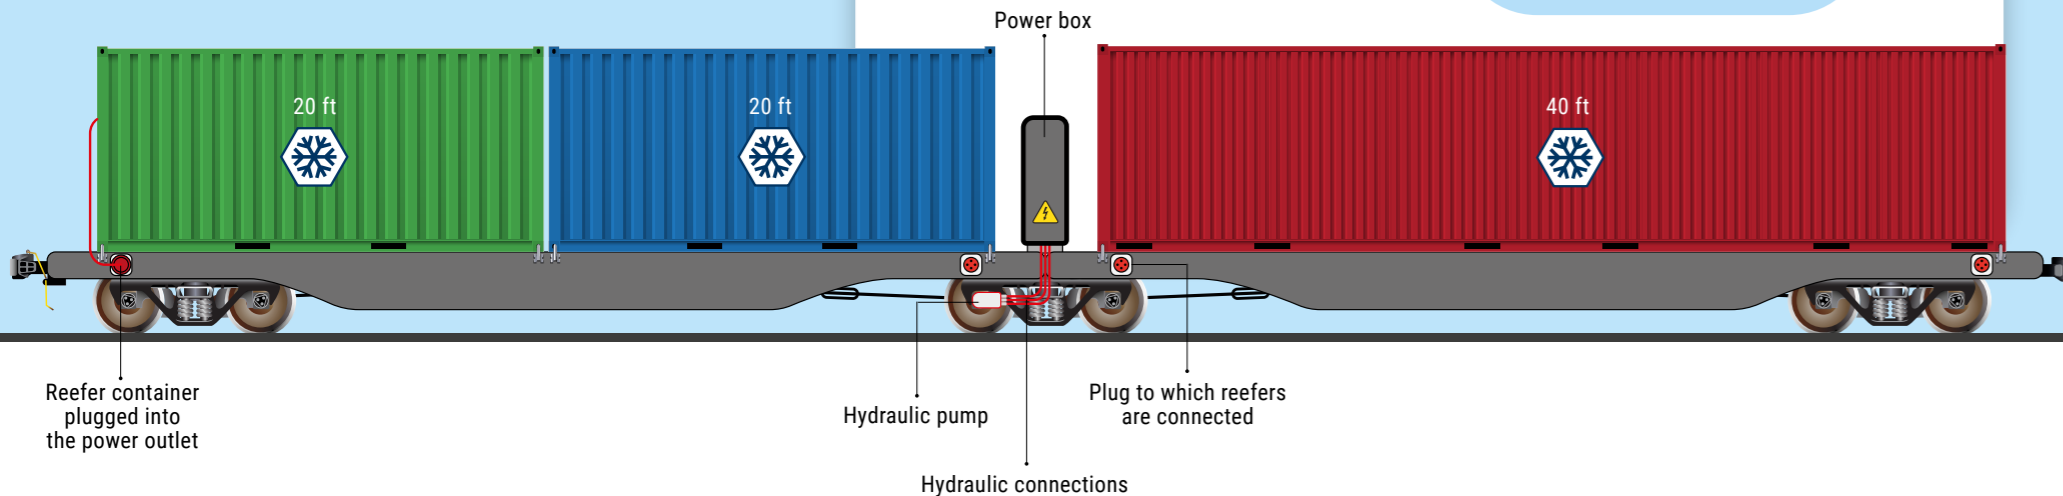 Power box
20 ft
20 ft
40 ft
Reefer container
plugged into
the power outlet
Hydraulic pump
Plug to which reefers
are connected
Hydraulic connections